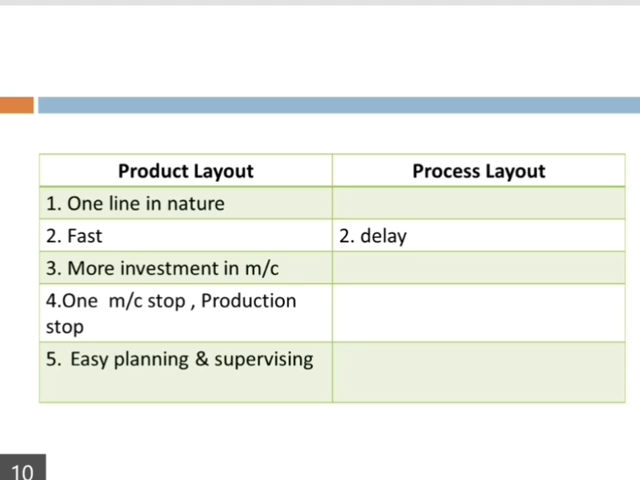 Product Layout Process Layout
1. One line in nature
2. Fast 2. delay
3. More investment in m/c
4.One m/c stop , Production
stop
5. Easy planning & supervising
10